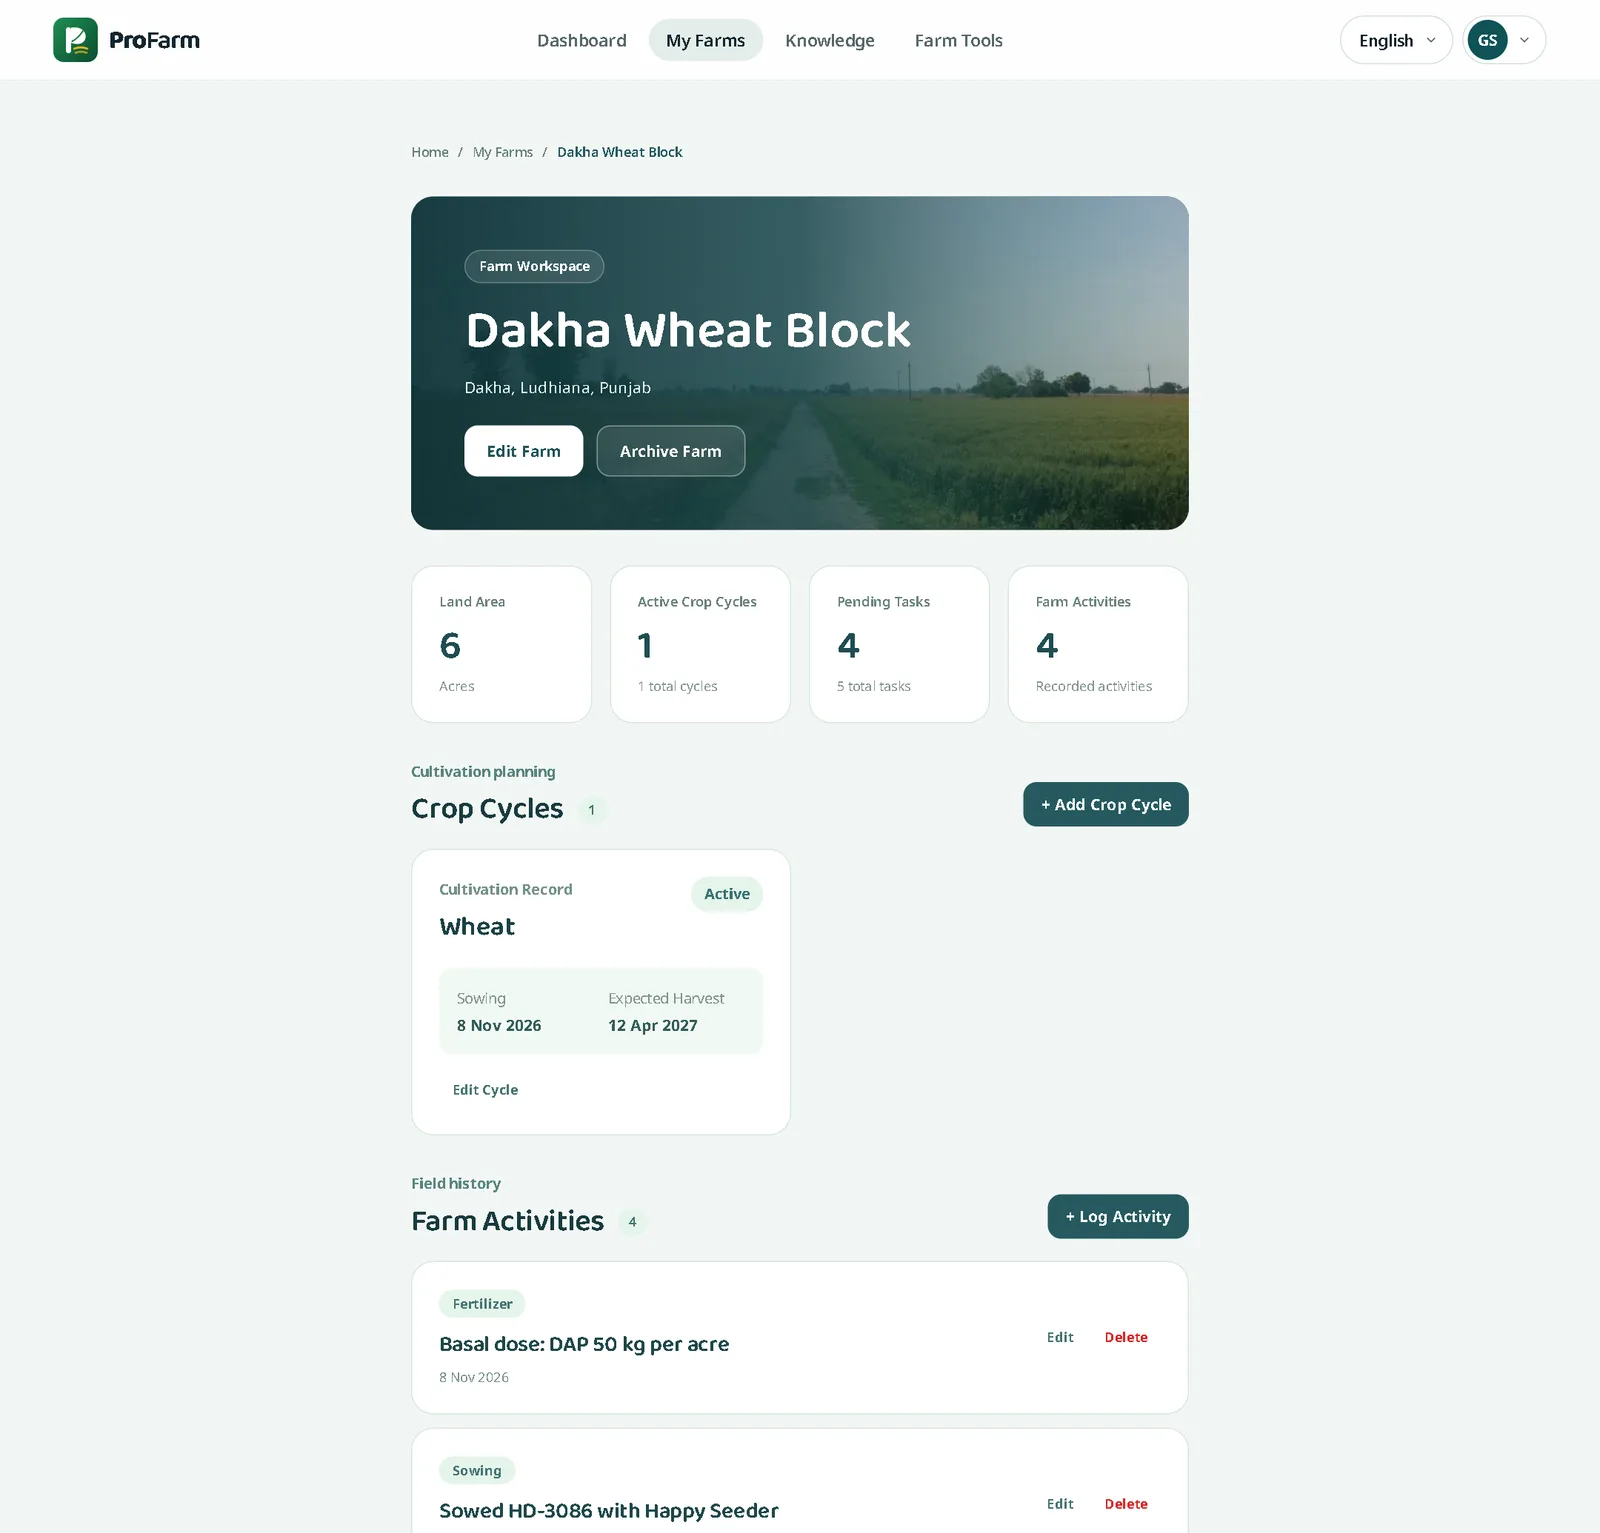 ProFarm
Dashboard
My Farms
Knowledge
Farm Tools
English
GS
Home / My Farms / Dakha Wheat Block
Farm Workspace
Dakha Wheat Block
Dakha, Ludhiana, Punjab
Edit Farm
Archive Farm
Land Area
6
Acres
Active Crop Cycles
1
1 total cycles
Pending Tasks
4
5 total tasks
Farm Activities
4
Recorded activities
Cultivation planning
Crop Cycles 1
+ Add Crop Cycle
Cultivation Record
Active
Wheat
Sowing
8 Nov 2026
Expected Harvest
12 Apr 2027
Edit Cycle
Field history
Farm Activities 4
+ Log Activity
Fertilizer
Basal dose: DAP 50 kg per acre
8 Nov 2026
Edit
Delete
Sowing
Sowed HD-3086 with Happy Seeder
Edit
Delete